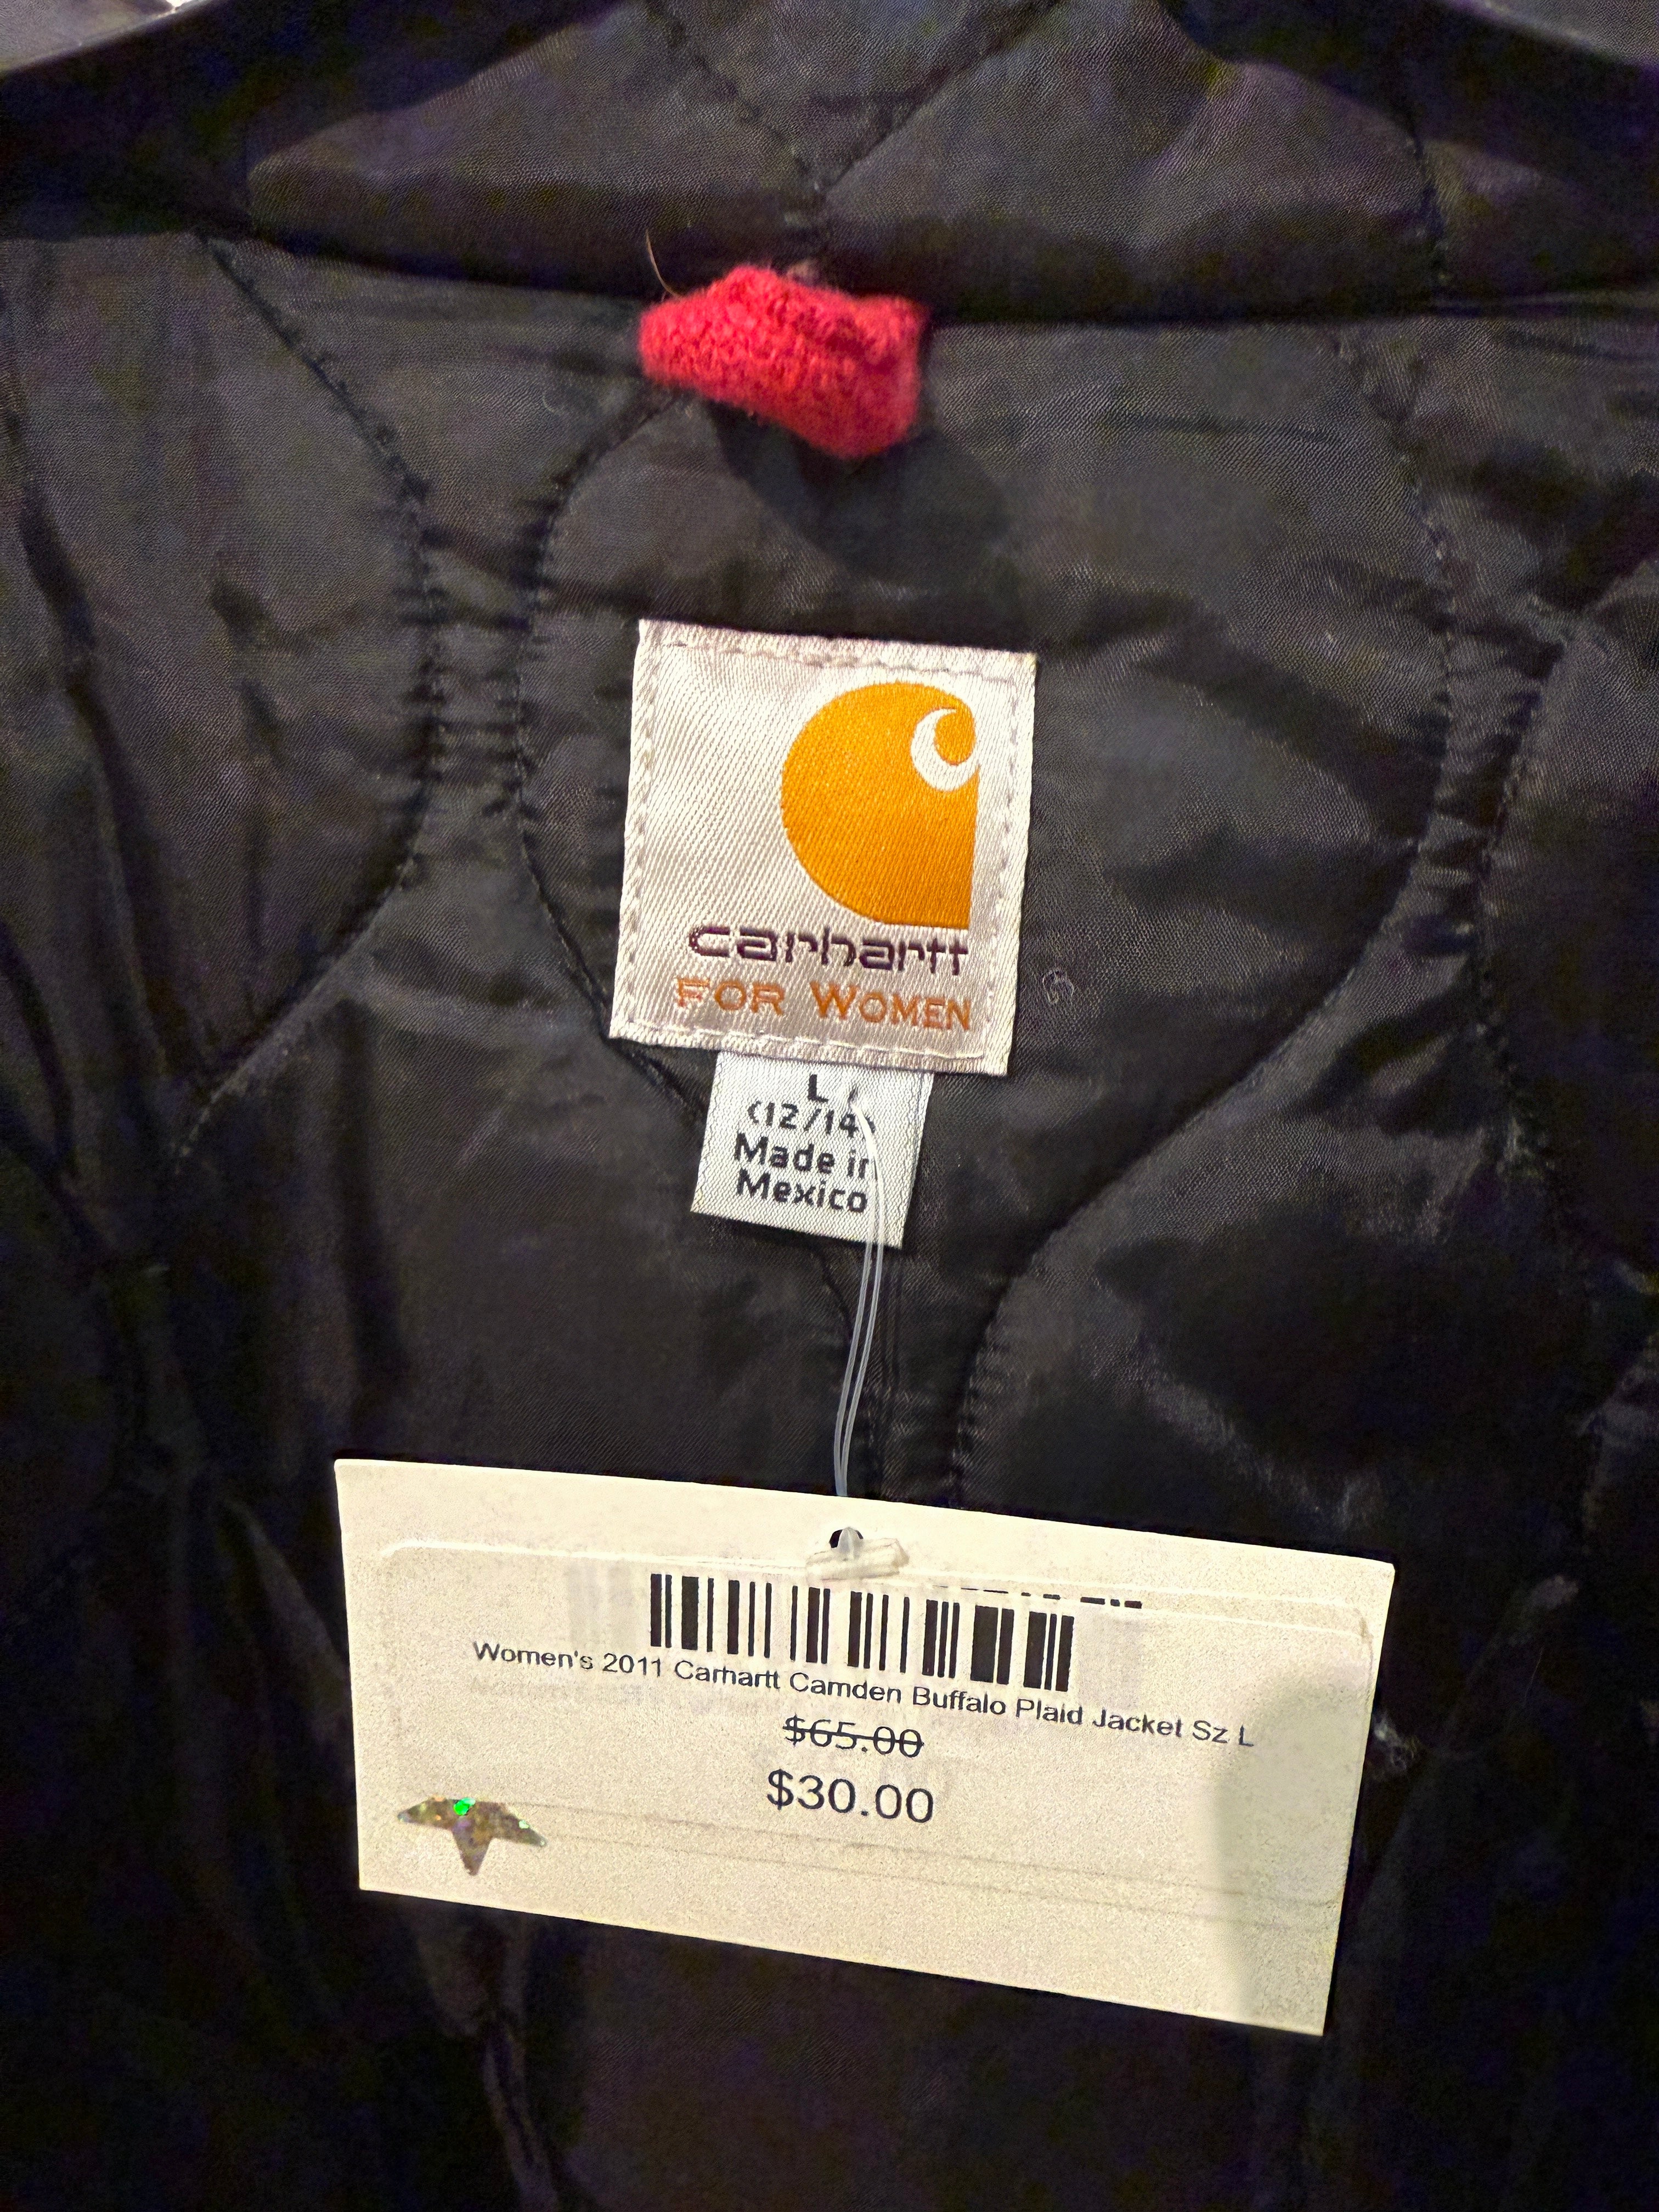 carhartt
FOR WOMEN
L
(12/14)
Made in
Mexico
Women's 2011 Carhartt Camden Buffalo Plaid Jacket Sz L
$65.00
$30.00